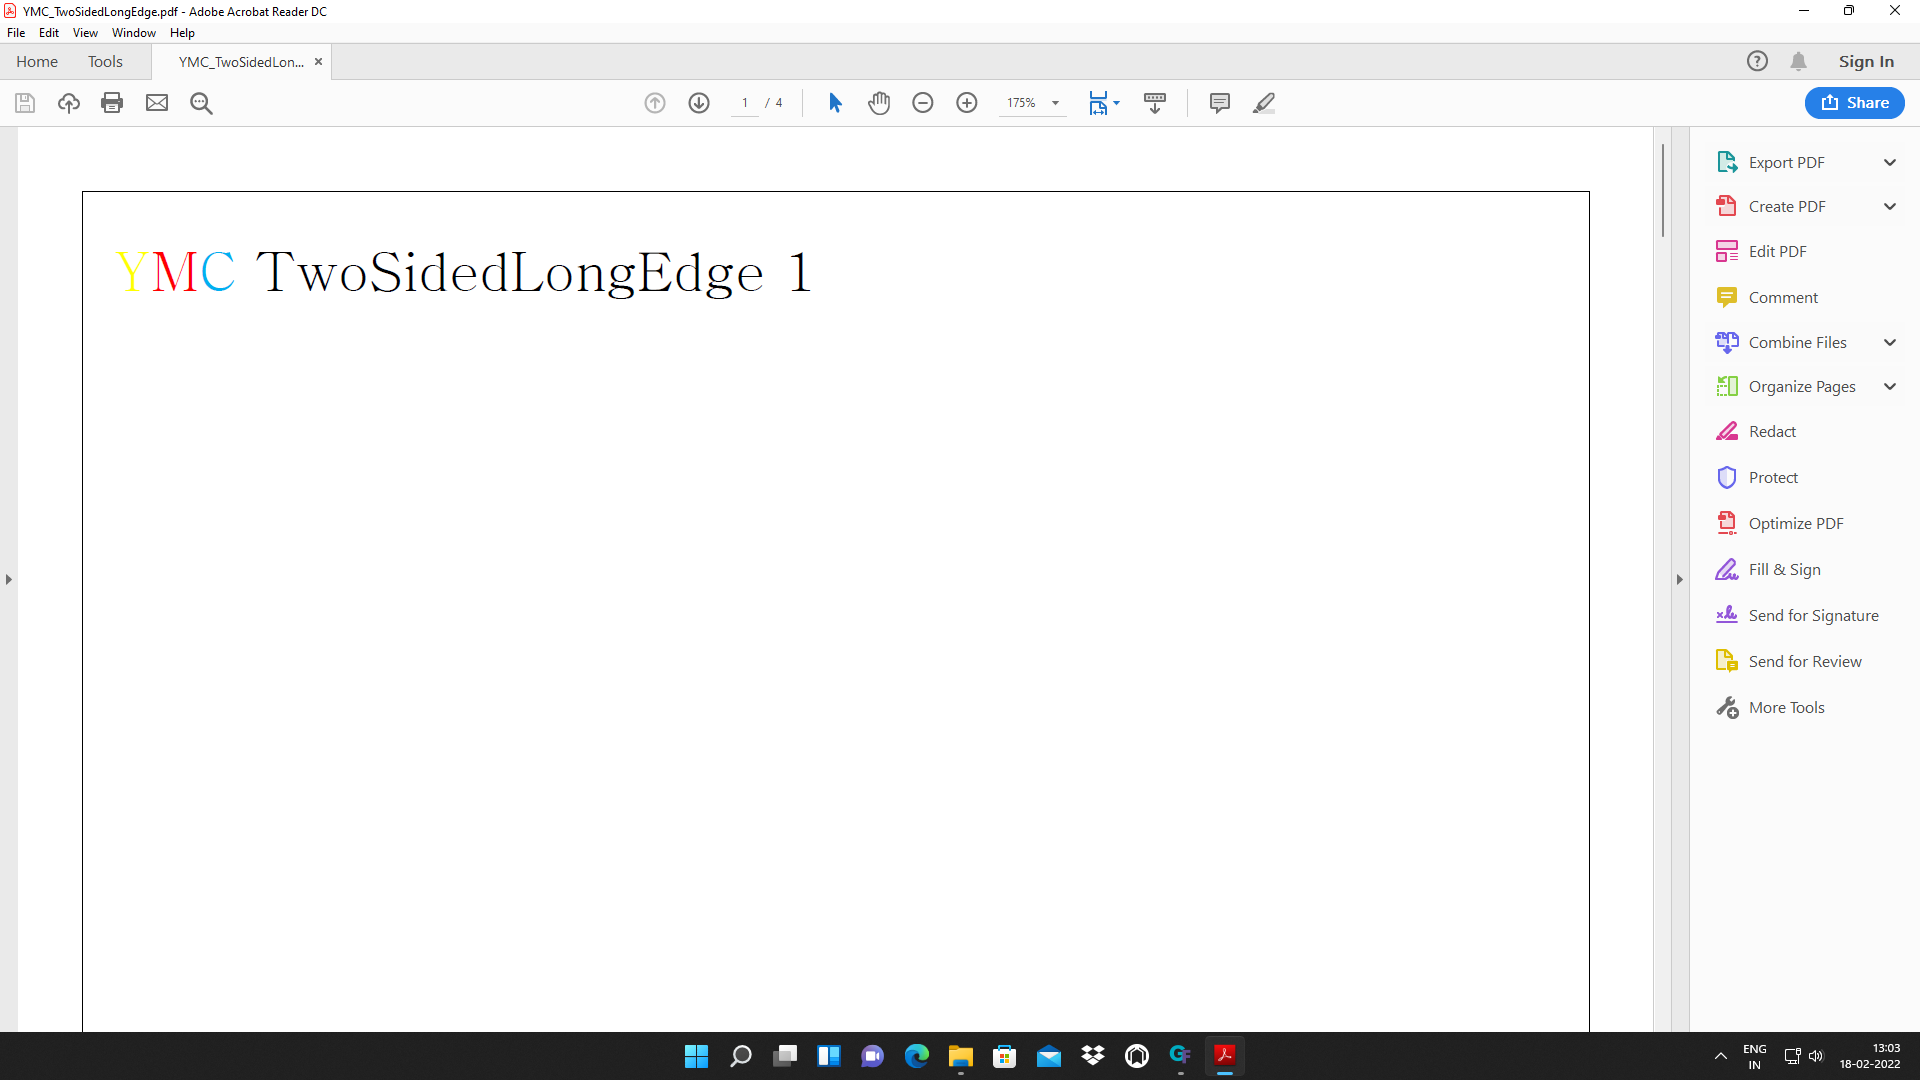 YMC_TwoSidedLongEdge.pdf - Adobe Acrobat Reader DC
File Edit View Window Help
Home Tools YMC_TwoSidedLon... Sign In
1 / 4 175% Share
YMC TwoSidedLongEdge 1
Export PDF
Create PDF
Edit PDF
Comment
Combine Files
Organize Pages
Redact
Protect
Optimize PDF
Fill & Sign
Send for Signature
Send for Review
More Tools
ENG
IN
13:03
18-02-2022